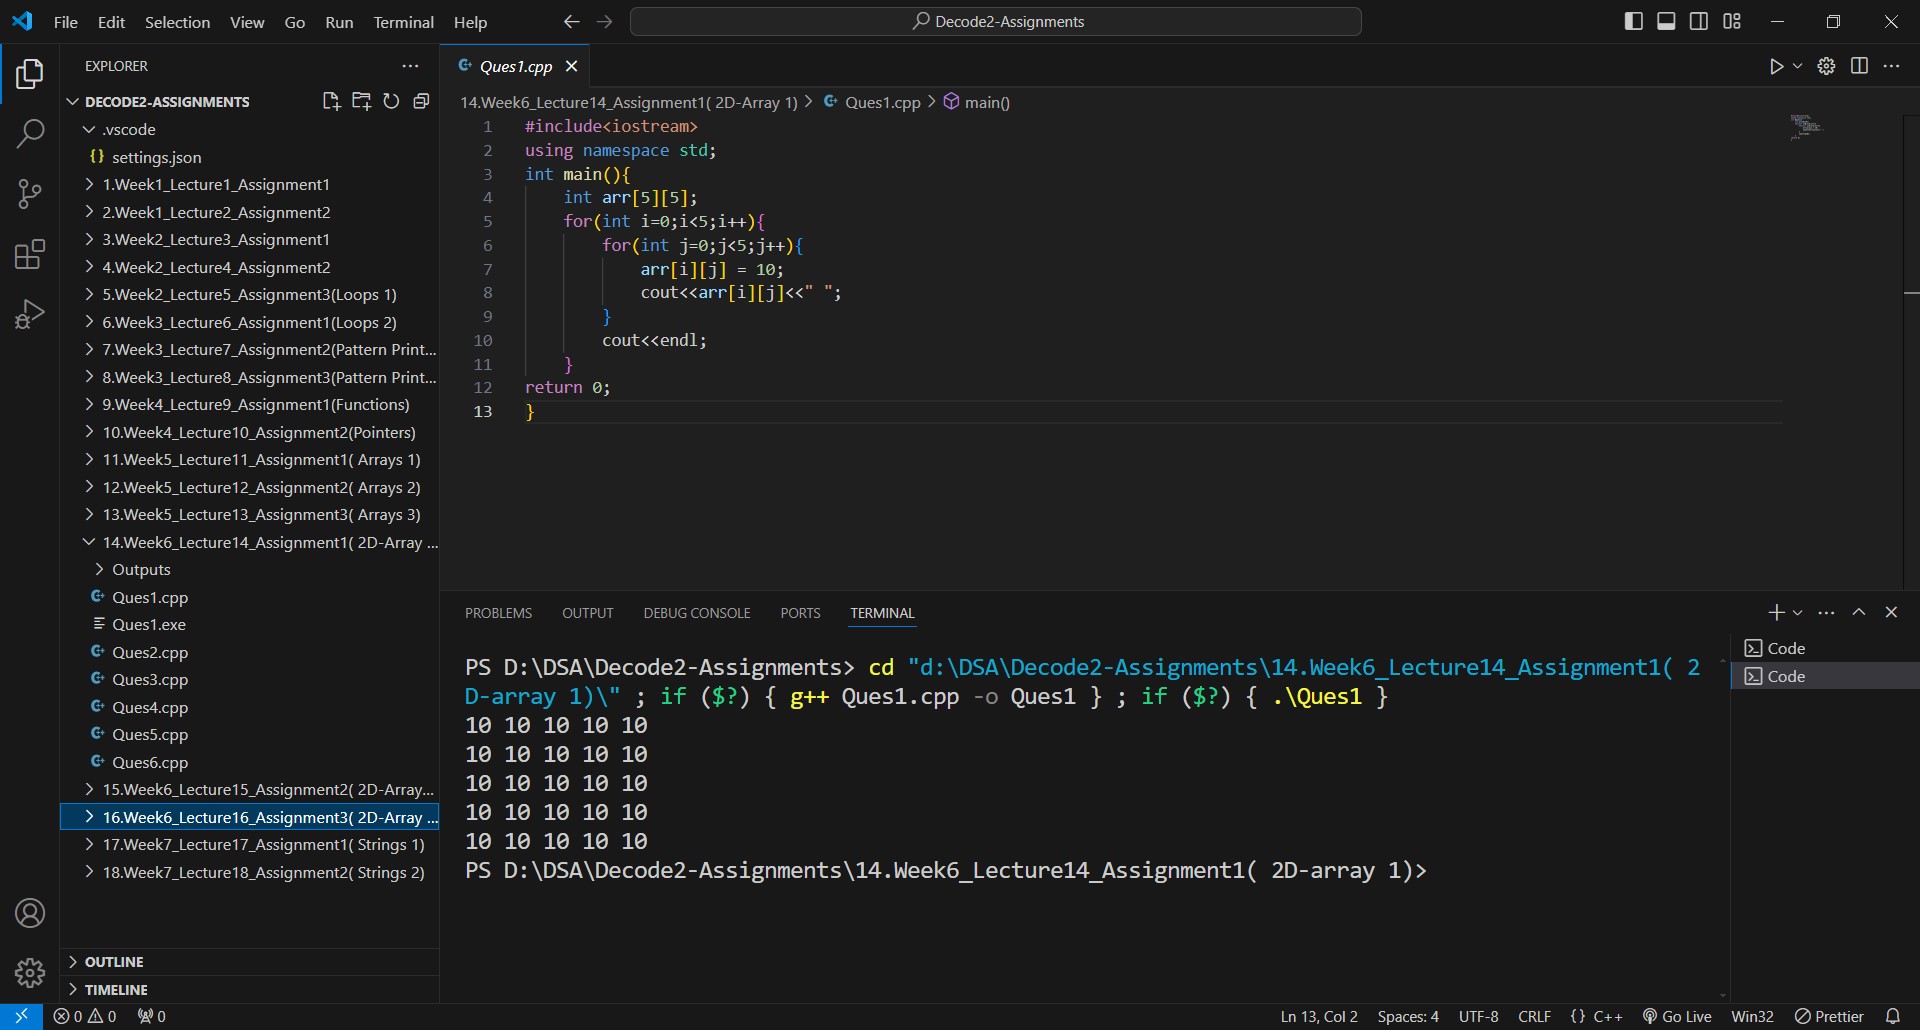 File Edit Selection View Go Run Terminal Help
Decode2-Assignments
EXPLORER
DECODE2-ASSIGNMENTS
.vscode
{} settings.json
1.Week1_Lecture1_Assignment1
2.Week1_Lecture2_Assignment2
3.Week2_Lecture3_Assignment1
4.Week2_Lecture4_Assignment2
5.Week2_Lecture5_Assignment3(Loops 1)
6.Week3_Lecture6_Assignment1(Loops 2)
7.Week3_Lecture7_Assignment2(Pattern Print...
8.Week3_Lecture8_Assignment3(Pattern Print...
9.Week4_Lecture9_Assignment1(Functions)
10.Week4_Lecture10_Assignment2(Pointers)
11.Week5_Lecture11_Assignment1( Arrays 1)
12.Week5_Lecture12_Assignment2( Arrays 2)
13.Week5_Lecture13_Assignment3( Arrays 3)
14.Week6_Lecture14_Assignment1( 2D-Array ...
Outputs
Ques1.cpp
Ques1.exe
Ques2.cpp
Ques3.cpp
Ques4.cpp
Ques5.cpp
Ques6.cpp
15.Week6_Lecture15_Assignment2( 2D-Array...
16.Week6_Lecture16_Assignment3( 2D-Array ...
17.Week7_Lecture17_Assignment1( Strings 1)
18.Week7_Lecture18_Assignment2( Strings 2)
OUTLINE
TIMELINE
Ques1.cpp
14.Week6_Lecture14_Assignment1( 2D-Array 1) > Ques1.cpp > main()
1 #include<iostream>
2 using namespace std;
3 int main(){
4 int arr[5][5];
5 for(int i=0;i<5;i++){
6 for(int j=0;j<5;j++){
7 arr[i][j] = 10;
8 cout<<arr[i][j]<<" ";
9 }
10 cout<<endl;
11 }
12 return 0;
13 }
PROBLEMS OUTPUT DEBUG CONSOLE PORTS TERMINAL
PS D:\DSA\Decode2-Assignments> cd "d:\DSA\Decode2-Assignments\14.Week6_Lecture14_Assignment1( 2
D-array 1)\" ; if ($?) { g++ Ques1.cpp -o Ques1 } ; if ($?) { .\Ques1 }
10 10 10 10 10
10 10 10 10 10
10 10 10 10 10
10 10 10 10 10
10 10 10 10 10
PS D:\DSA\Decode2-Assignments\14.Week6_Lecture14_Assignment1( 2D-array 1)>
Code
Code
0 0 0
Ln 13, Col 2 Spaces: 4 UTF-8 CRLF {} C++ Go Live Win32 Prettier